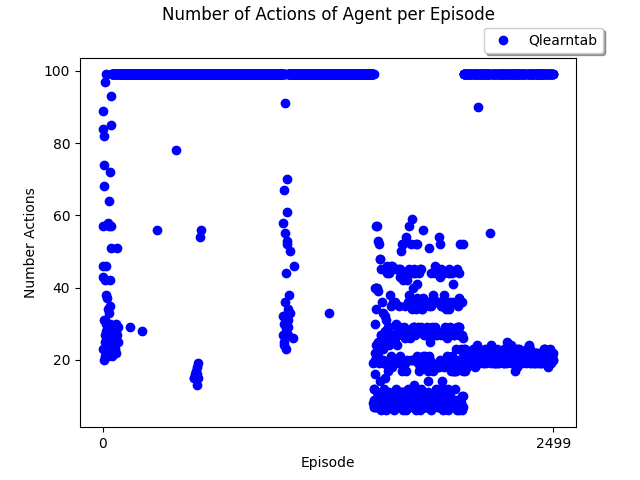 Number of Actions of Agent per Episode
Qlearntab
100
80
60
40
20
Number Actions
0
2499
Episode